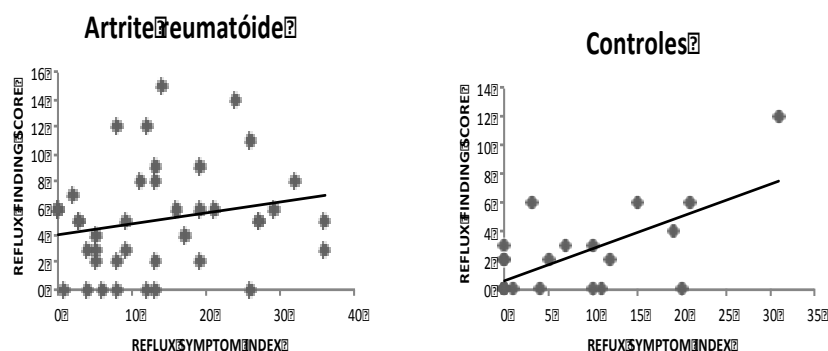 Artrite reumatóide
REFLUX FINDING SCORE
16
14
12
10
8
6
4
2
0
0 10 20 30 40
REFLUX SYMPTOM INDEX
Controles
REFLUX FINDING SCORE
14
12
10
8
6
4
2
0
0 5 10 15 20 25 30 35
REFUX SYMPTOM INDEX